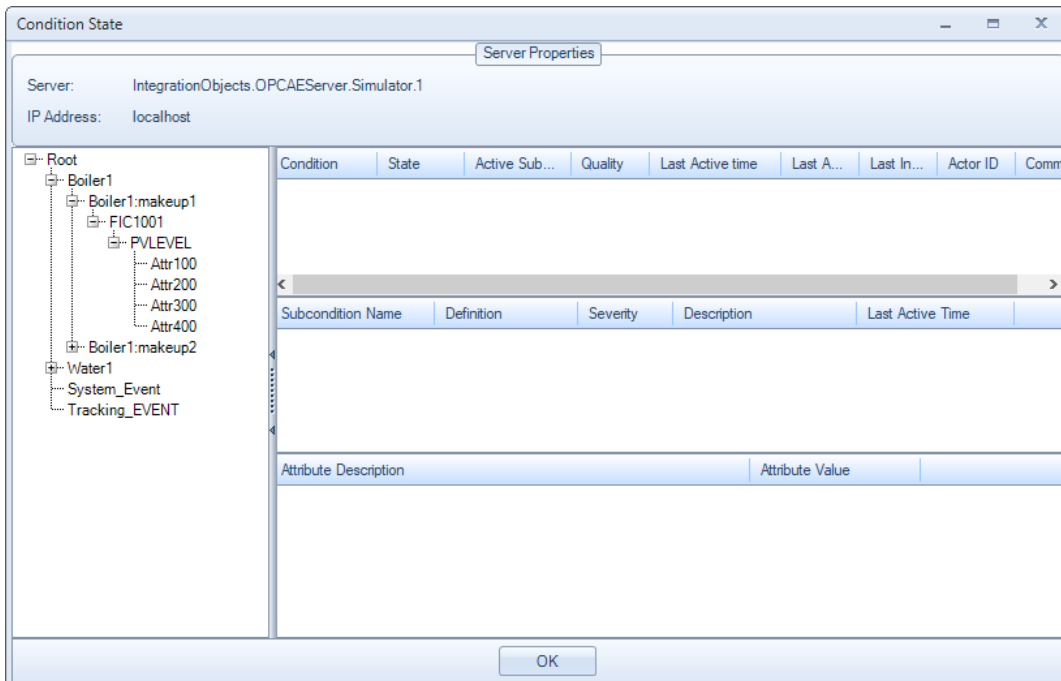 Condition State
Server Properties
Server: IntegrationObjects.OPCAEServer.Simulator.1
IP Address: localhost
Root
Boiler1
Boiler1:makeup1
FIC1001
PVLEVEL
Attr100
Attr200
Attr300
Attr400
Boiler1:makeup2
Water1
System_Event
Tracking_EVENT
Condition State Active Sub... Quality Last Active time Last A... Last In... Actor ID Comm
Subcondition Name Definition Severity Description Last Active Time
Attribute Description Attribute Value
OK